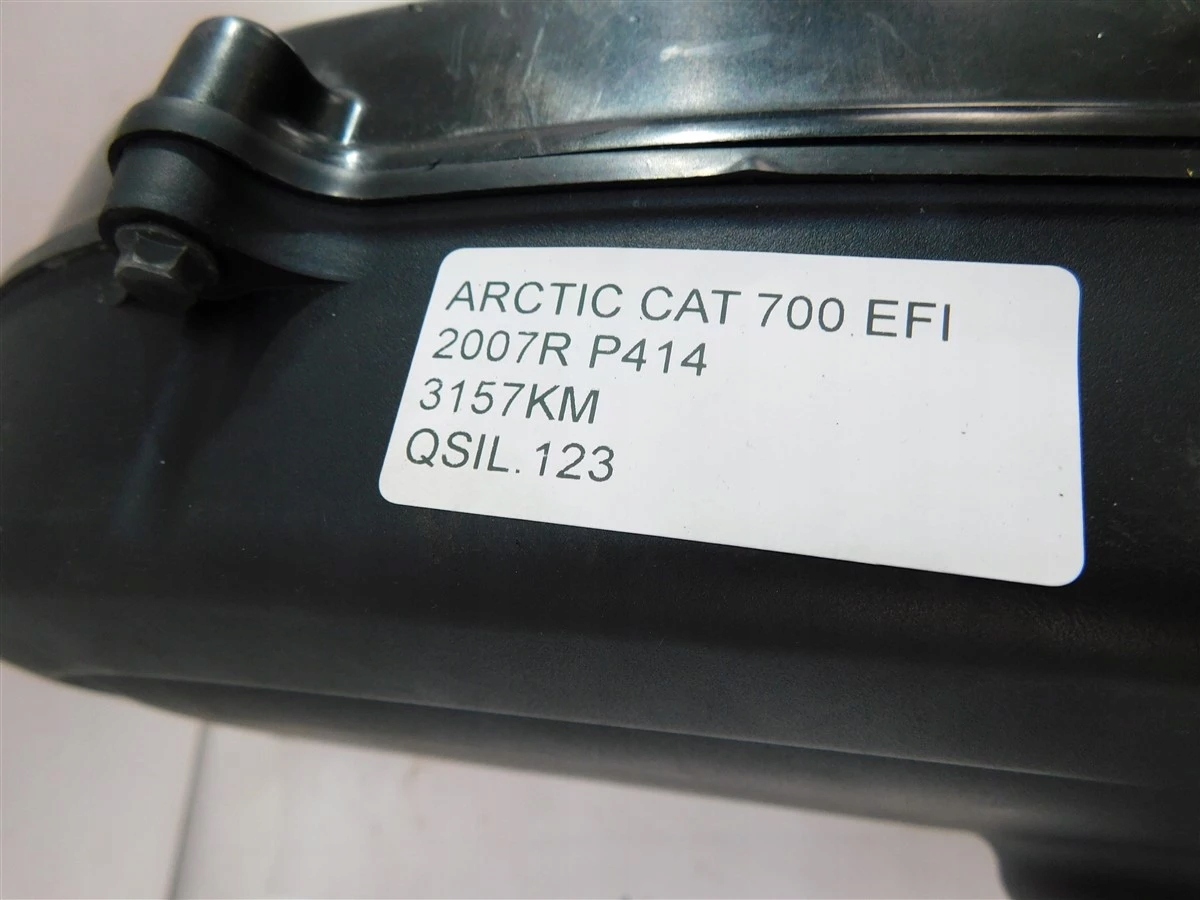 ARCTIC CAT 700 EFI
2007R P414
3157KM
QSIL.123